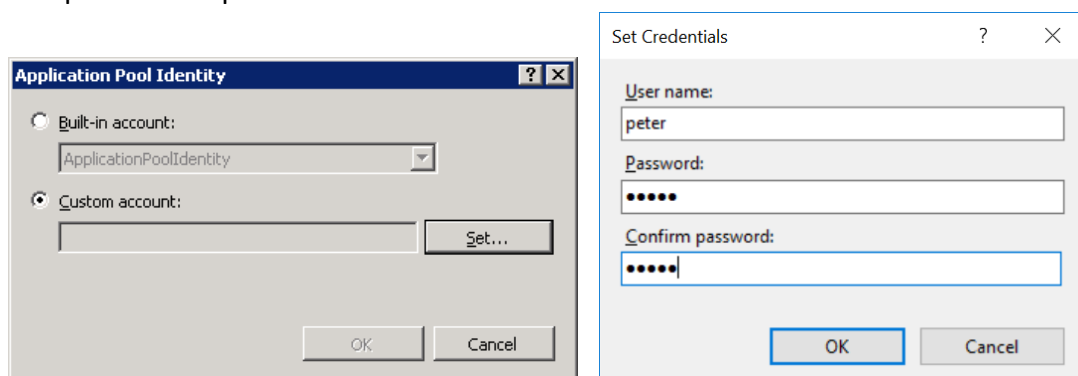 Application Pool Identity
Built-in account:
ApplicationPoolIdentity
Custom account:
Set...
OK Cancel
Set Credentials ?
User name:
peter
Password:
•••••
Confirm password:
•••••
OK Cancel